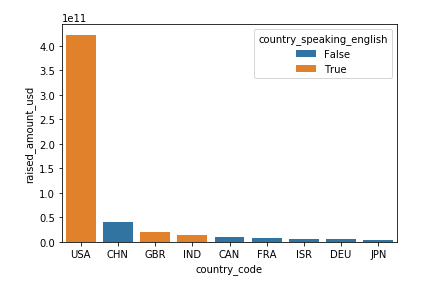 1e11
country_speaking_english
False
True
4.0
3.5
3.0
2.5
2.0
1.5
1.0
0.5
0.0
raised_amount_usd
USA CHN GBR IND CAN FRA ISR DEU JPN
country_code